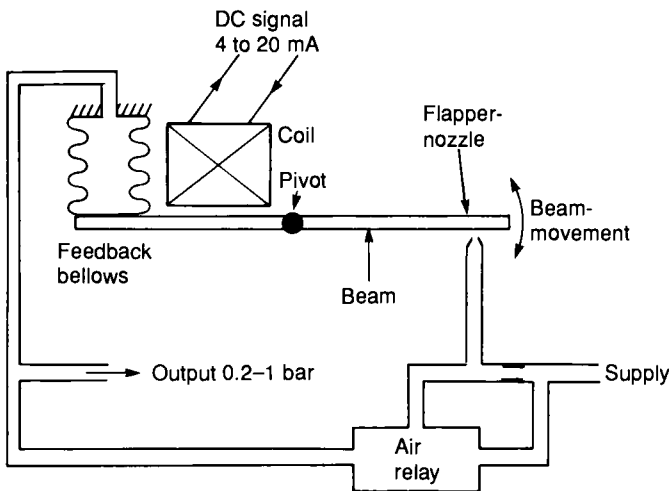 DC signal
4 to 20 mA
Coil
Flapper-
nozzle
Pivot
Beam-
movement
Feedback
bellows
Beam
Output 0.2–1 bar
Supply
Air
relay